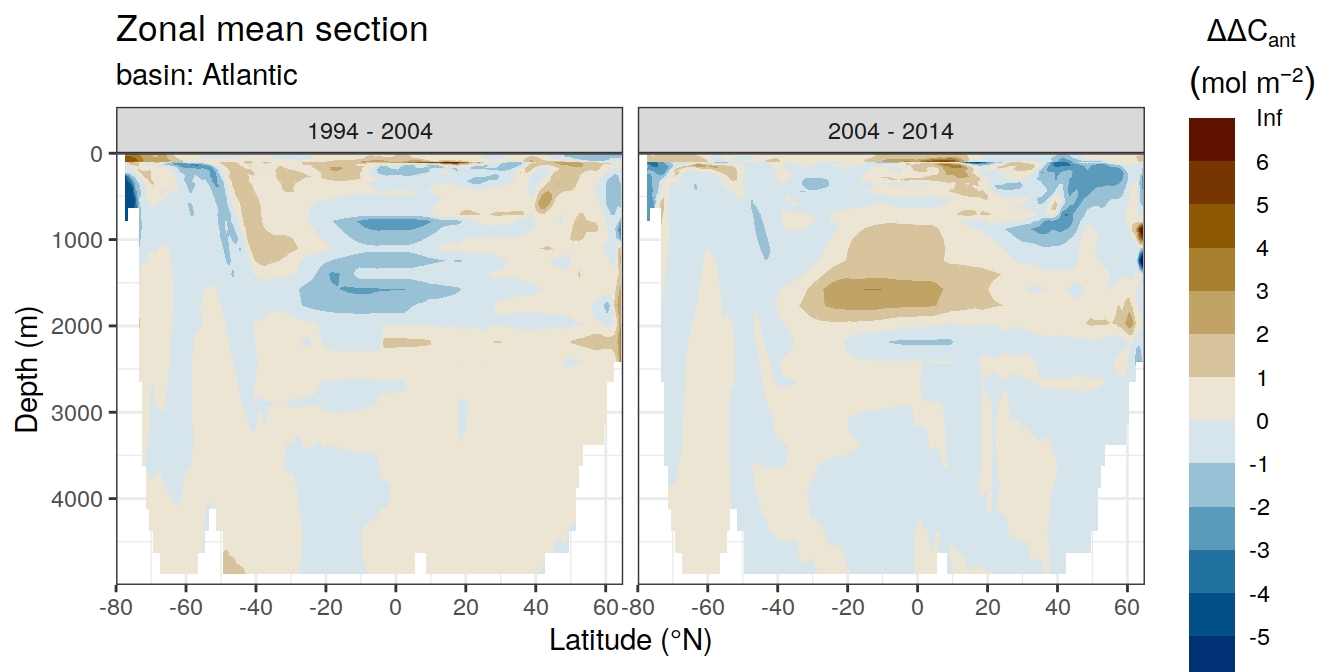 Zonal mean section
basin: Atlantic
1994 - 2004
2004 - 2014
ΔΔCant
(mol m−2)
Inf
6
5
4
3
2
1
0
-1
-2
-3
-4
-5
Depth (m)
0
1000
2000
3000
4000
-80 -60 -40 -20 0 20 40 60
-80 -60 -40 -20 0 20 40 60
Latitude (°N)